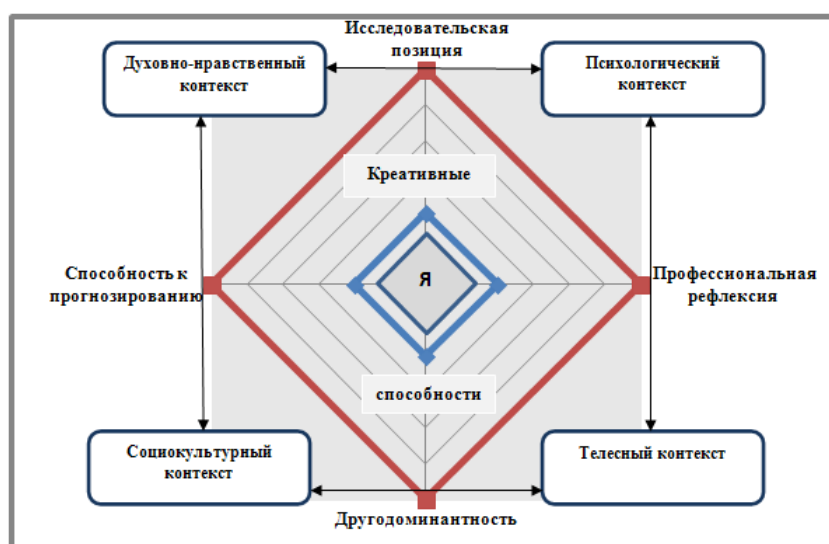 Исследовательская
позиция
Духовно-нравственный
контекст
Психологический
контекст
Креативные
Способность к
прогнозированию
Я
Профессиональная
рефлексия
способности
Социокультурный
контекст
Телесный контекст
Другодоминантность